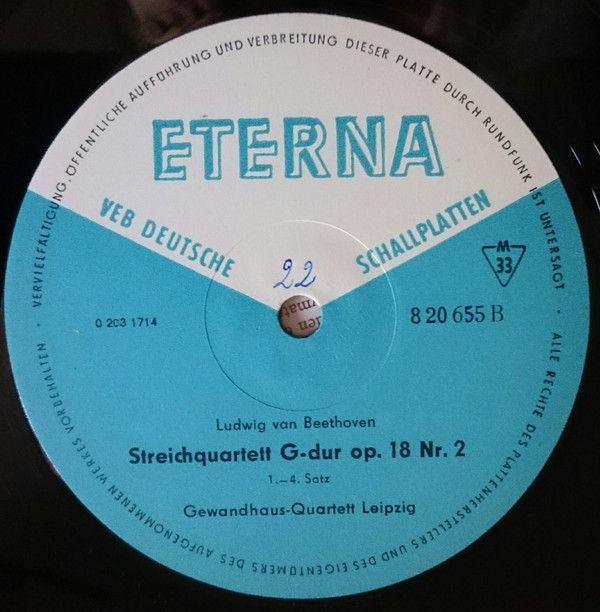 VERVIELFÄLTIGUNG, ÖFFENTLICHE AUFFÜHRUNG UND VERBREITUNG DIESER PLATTE DURCH RUNDFUNK IST UNTERSAGT · ALLE RECHTE DES PLATTENHERSTELLERS UND DES EIGENTÜMERS DES AUFGENOMMENEN WERKES VORBEHALTEN ·
ETERNA
VEB DEUTSCHE SCHALLPLATTEN
22
M
33
0 203 1714
8 20 655 B
Ludwig van Beethoven
Streichquartett G-dur op. 18 Nr. 2
1.–4. Satz
Gewandhaus-Quartett Leipzig